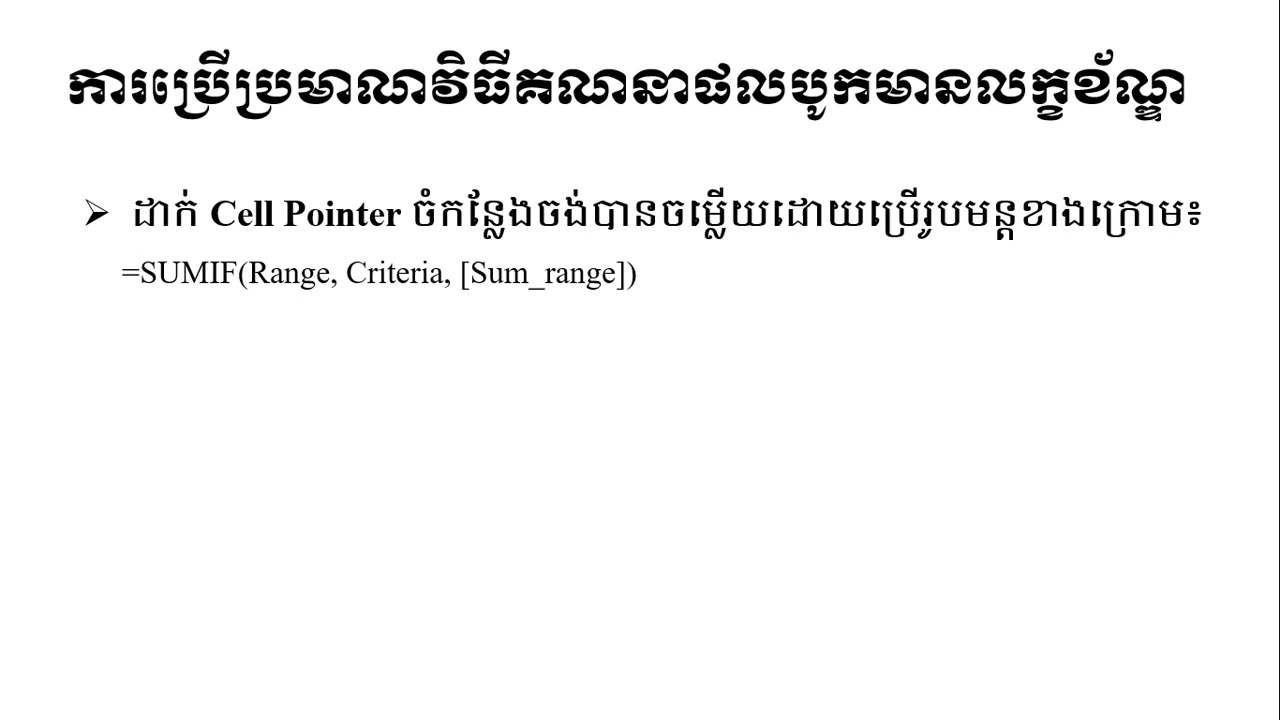 ការប្រើប្រមាណវិធីគណនាផលបូកមានលក្ខខ័ណ្ឌ
➢ ដាក់ Cell Pointer ចំកន្លែងចង់បានចម្លើយដោយប្រើរូបមន្តខាងក្រោម៖
=SUMIF(Range, Criteria, [Sum_range])